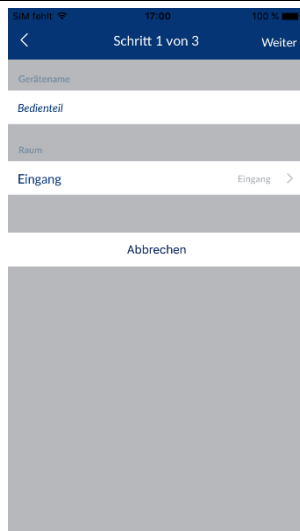 SIM fehlt 17:00 100 %
Schritt 1 von 3 Weiter
Gerätename
Bedienteil
Raum
Eingang Eingang
Abbrechen